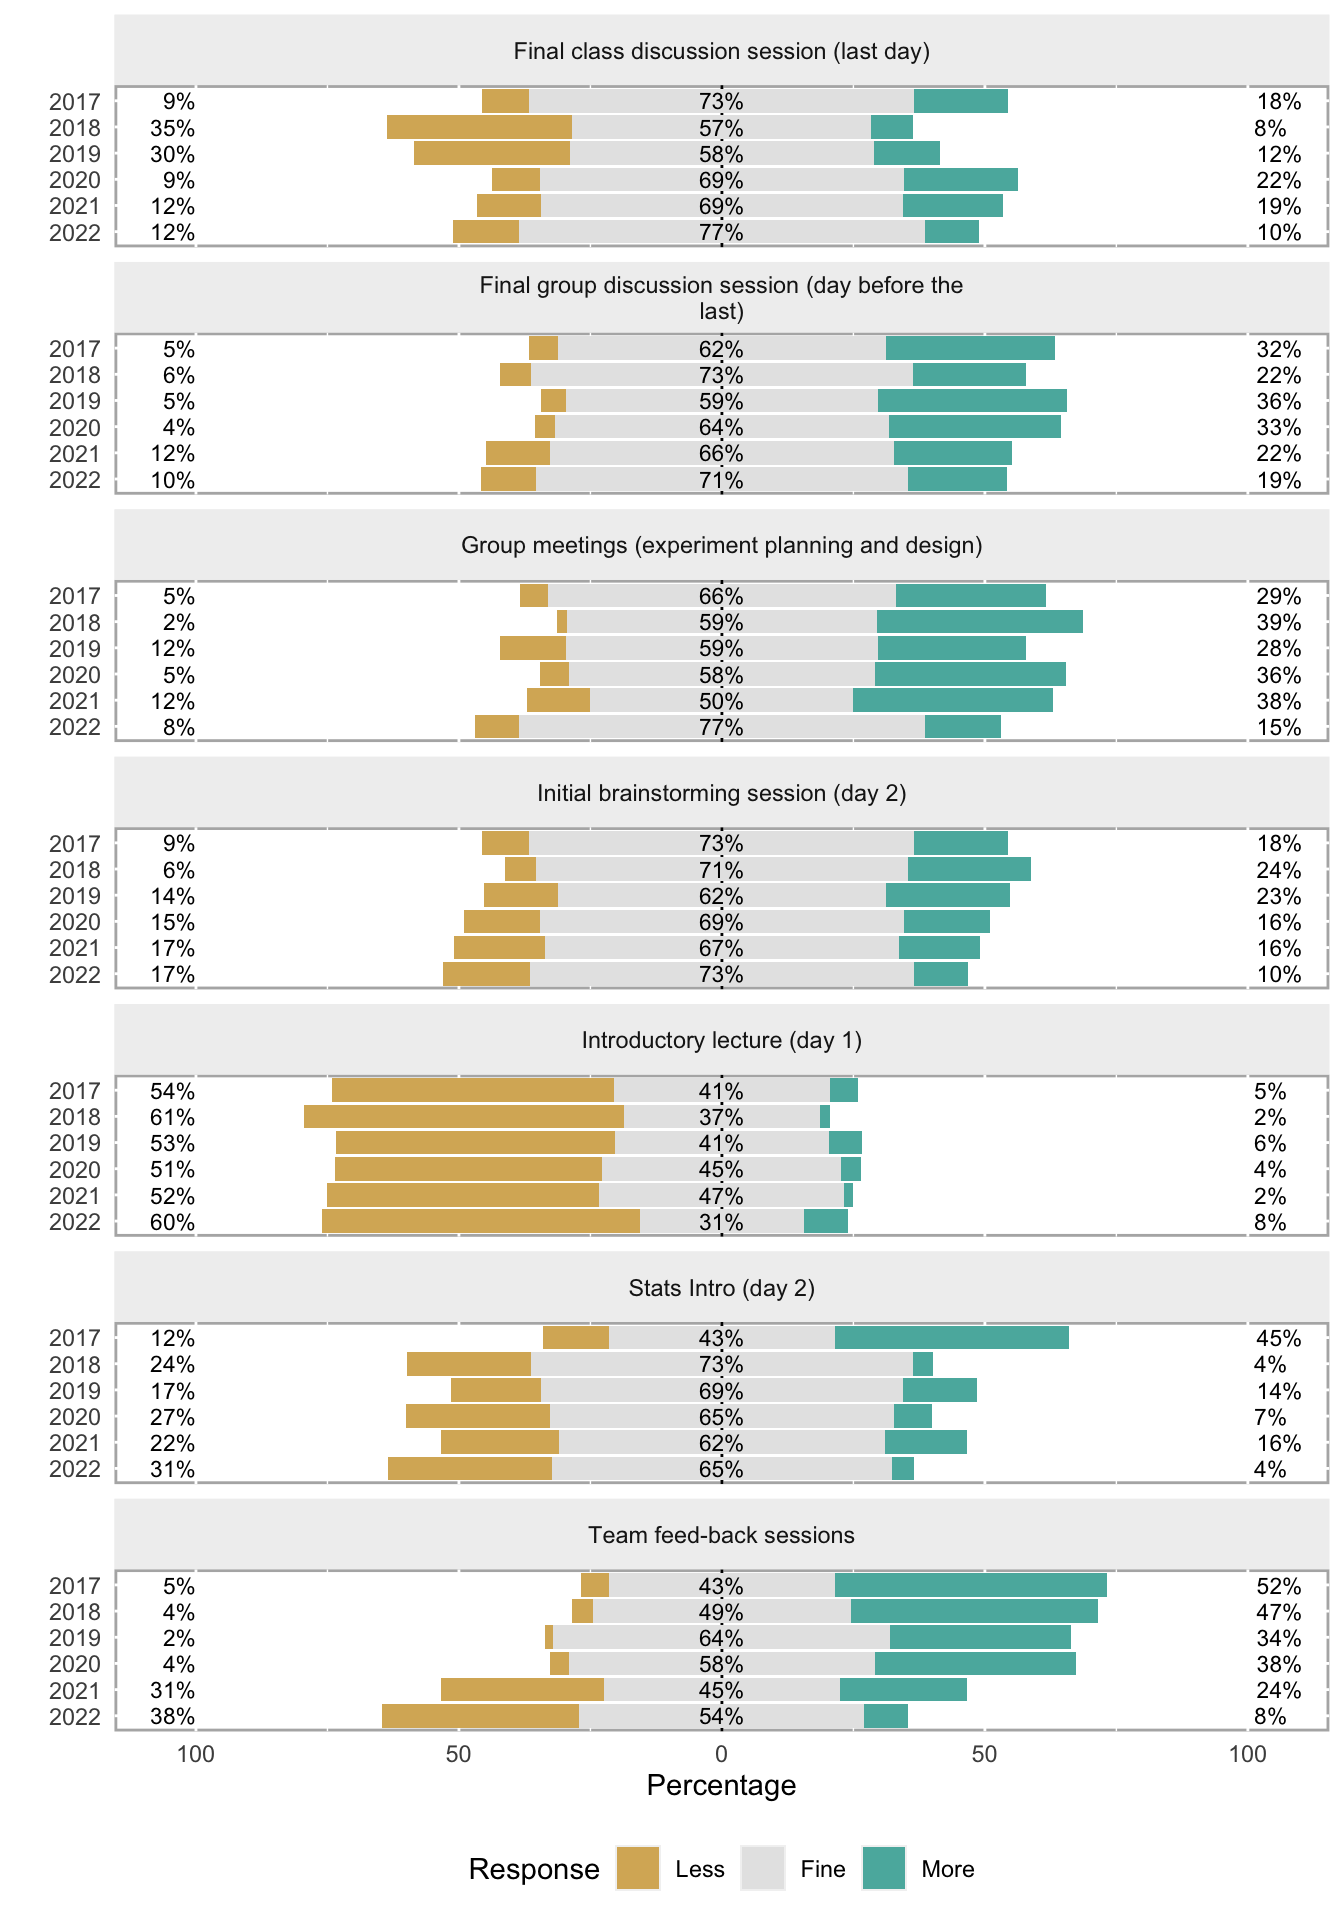 Final class discussion session (last day)
2017 9% 73% 18%
2018 35% 57% 8%
2019 30% 58% 12%
2020 9% 69% 22%
2021 12% 69% 19%
2022 12% 77% 10%
Final group discussion session (day before the
last)
2017 5% 62% 32%
2018 6% 73% 22%
2019 5% 59% 36%
2020 4% 64% 33%
2021 12% 66% 22%
2022 10% 71% 19%
Group meetings (experiment planning and design)
2017 5% 66% 29%
2018 2% 59% 39%
2019 12% 59% 28%
2020 5% 58% 36%
2021 12% 50% 38%
2022 8% 77% 15%
Initial brainstorming session (day 2)
2017 9% 73% 18%
2018 6% 71% 24%
2019 14% 62% 23%
2020 15% 69% 16%
2021 17% 67% 16%
2022 17% 73% 10%
Introductory lecture (day 1)
2017 54% 41% 5%
2018 61% 37% 2%
2019 53% 41% 6%
2020 51% 45% 4%
2021 52% 47% 2%
2022 60% 31% 8%
Stats Intro (day 2)
2017 12% 43% 45%
2018 24% 73% 4%
2019 17% 69% 14%
2020 27% 65% 7%
2021 22% 62% 16%
2022 31% 65% 4%
Team feed-back sessions
2017 5% 43% 52%
2018 4% 49% 47%
2019 2% 64% 34%
2020 4% 58% 38%
2021 31% 45% 24%
2022 38% 54% 8%
100 50 0 50 100
Percentage
Response Less Fine More